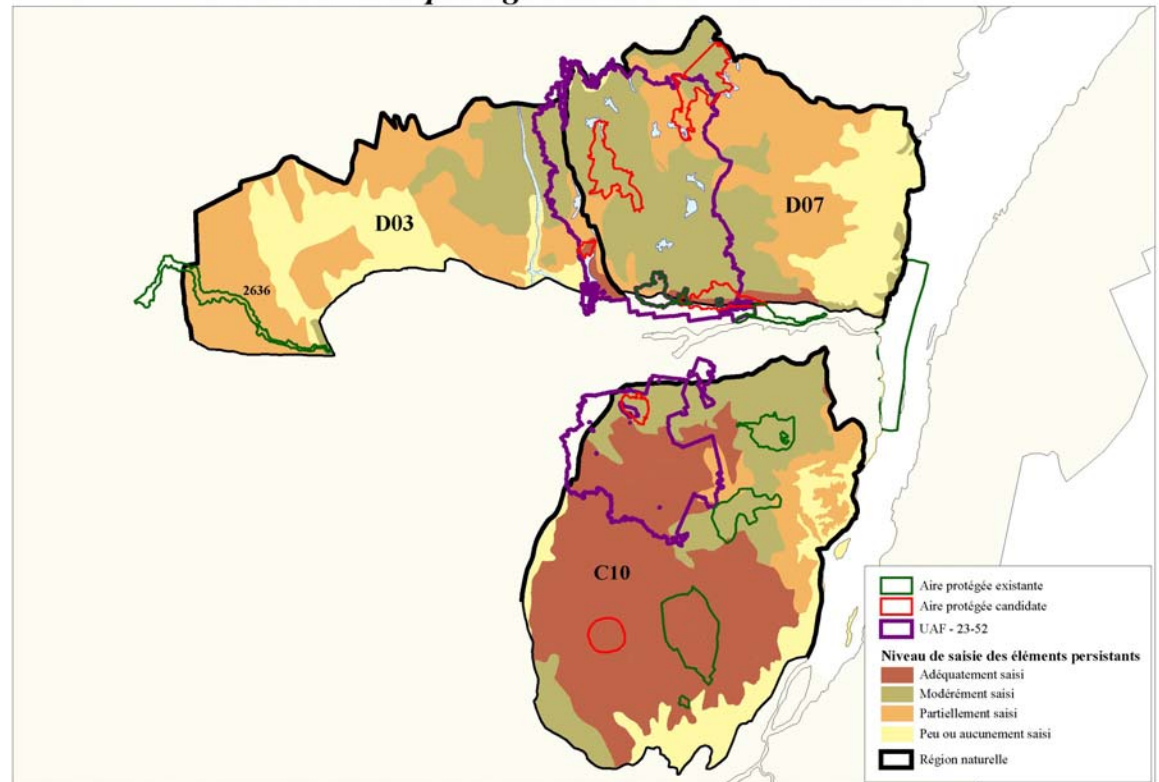 D03
D07
2636
C10
Aire protégée existante
Aire protégée candidate
UAF - 23-52
Niveau de saisie des éléments persistants
Adéquatement saisi
Modérément saisi
Partiellement saisi
Peu ou aucunement saisi
Région naturelle